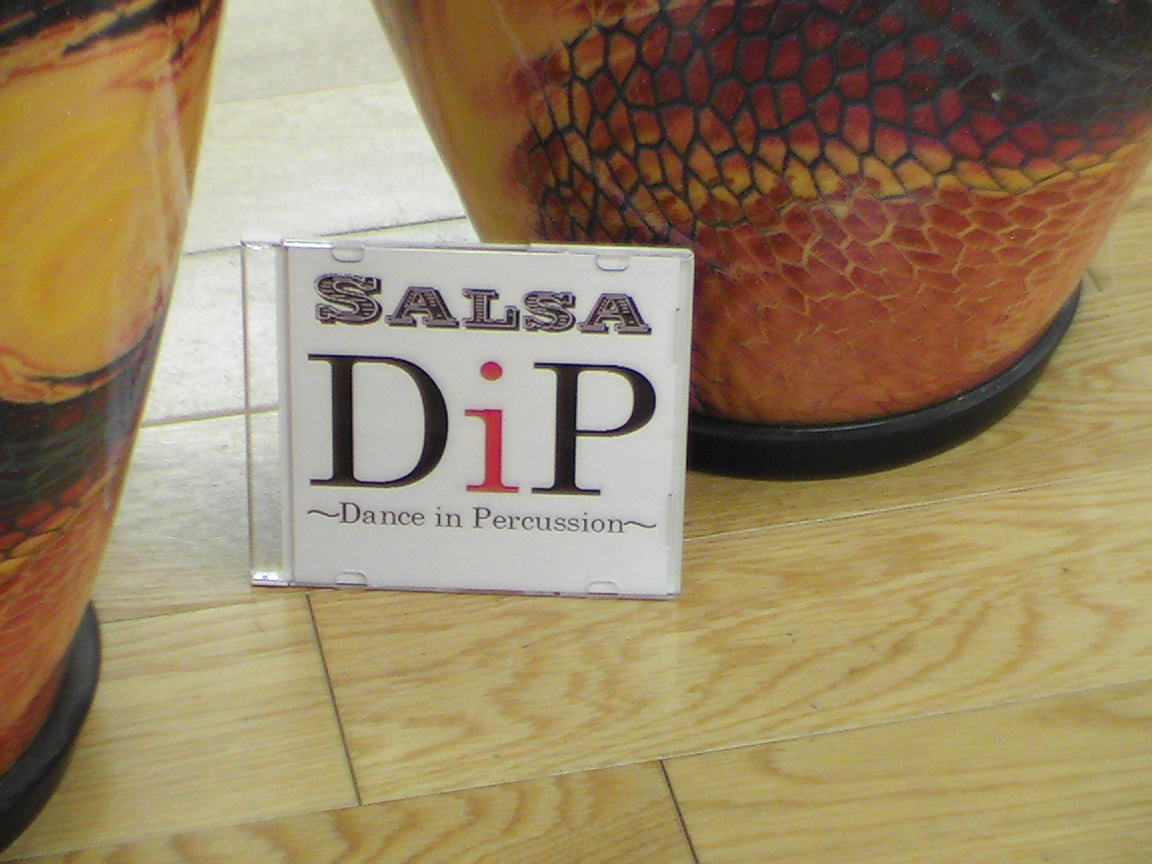 SALSA
DiP
~Dance in Percussion~